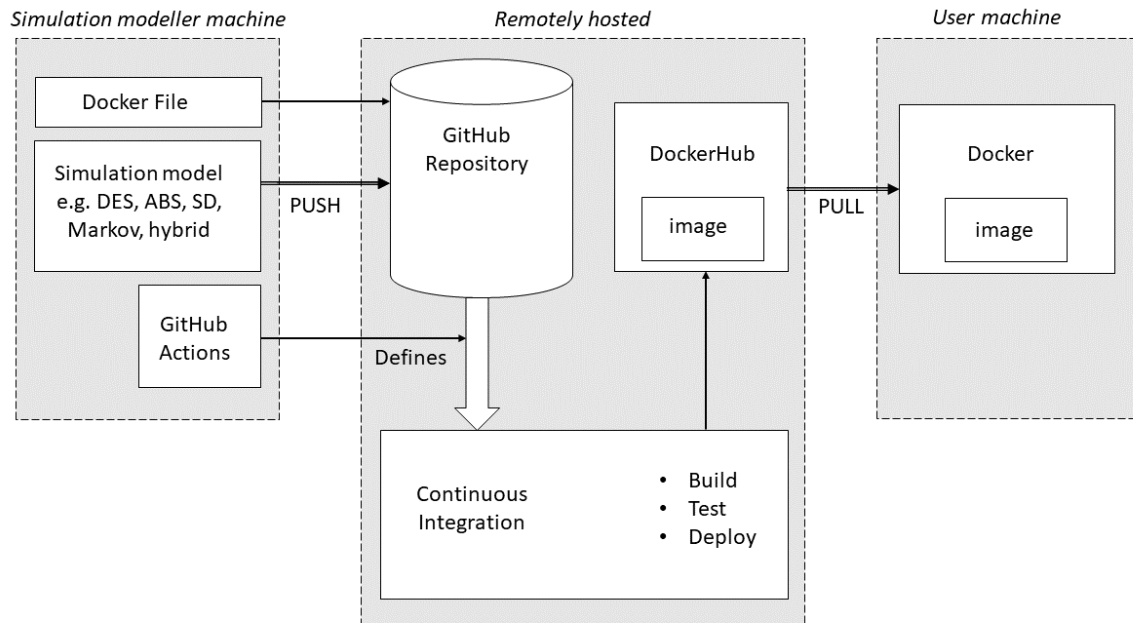 Simulation modeller machine
Remotely hosted
User machine
Docker File
Simulation model
e.g. DES, ABS, SD,
Markov, hybrid
PUSH
GitHub
Actions
Defines
GitHub
Repository
DockerHub
image
Continuous
Integration
• Build
• Test
• Deploy
PULL
Docker
image